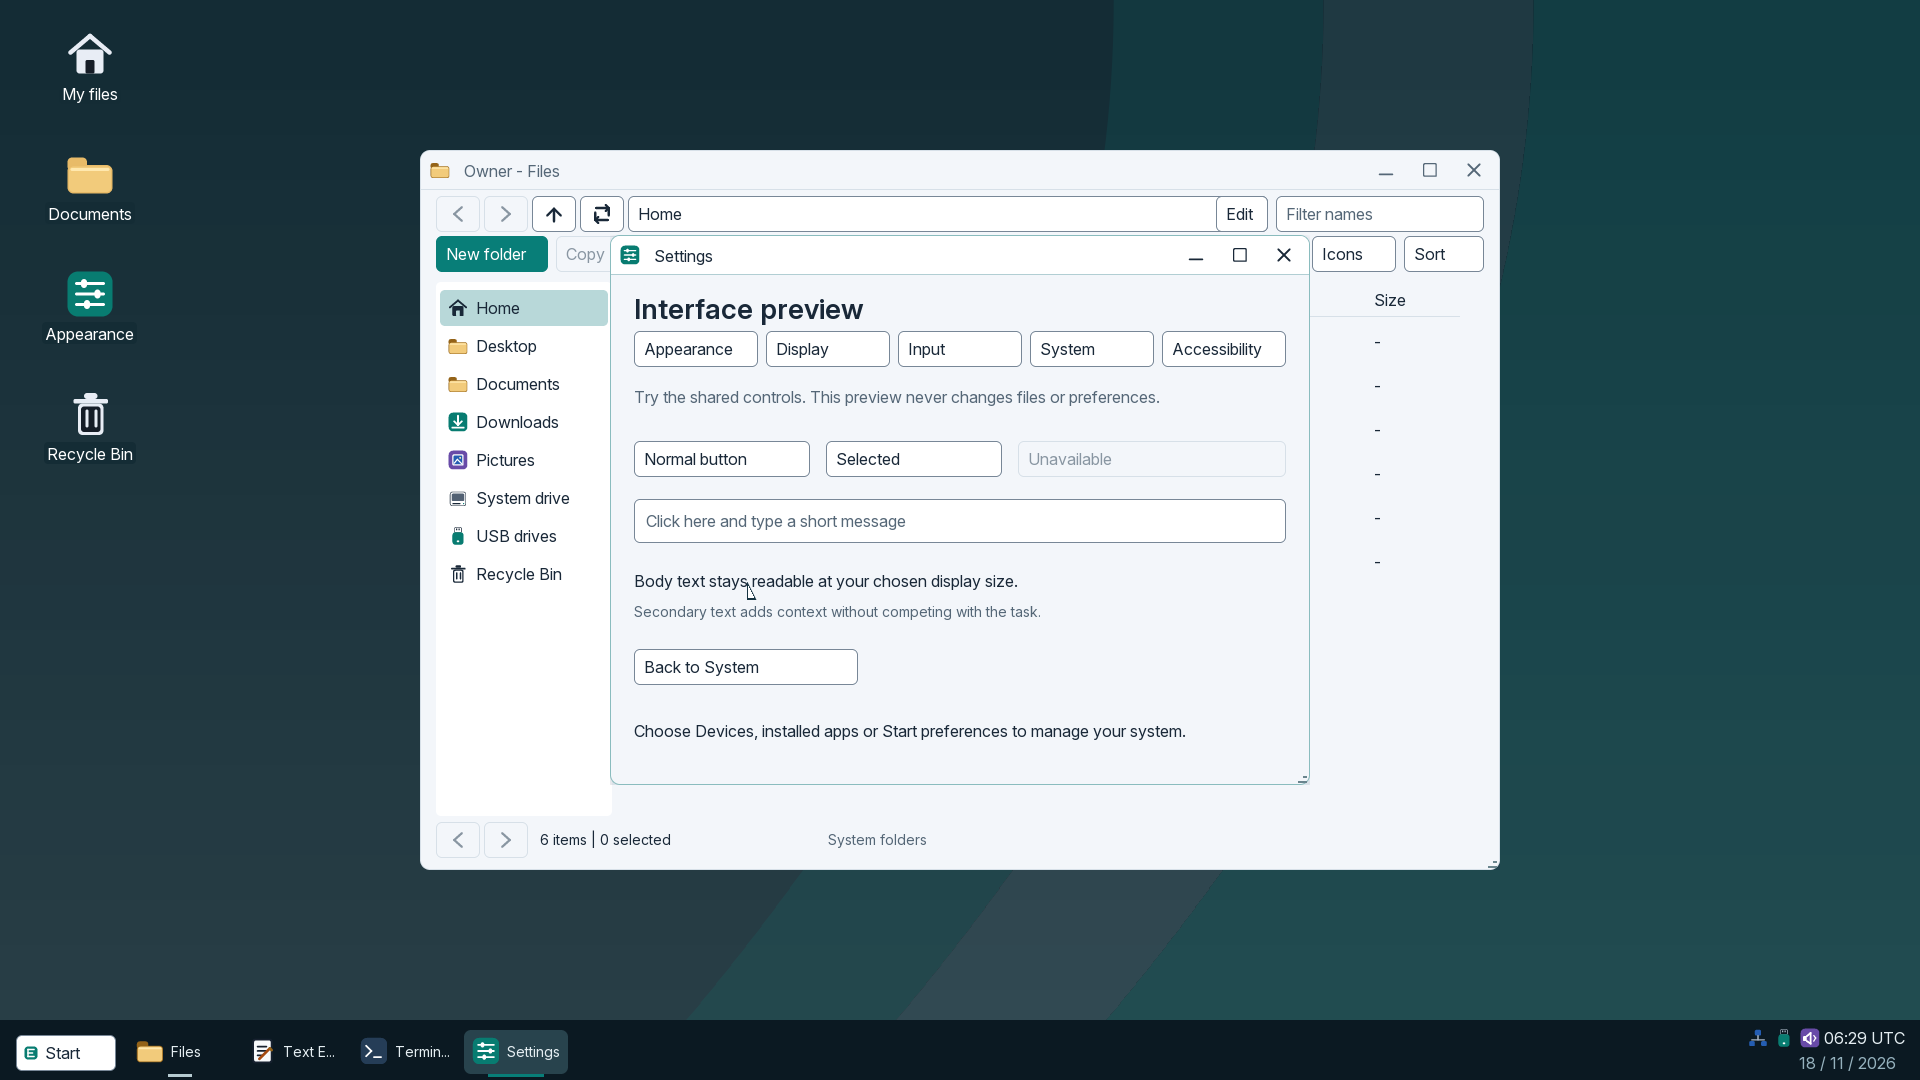 My files
Documents
Appearance
Recycle Bin
Owner - Files
Home
Edit
Filter names
New folder
Copy
Icons
Sort
Size
Home
Desktop
Documents
Downloads
Pictures
System drive
USB drives
Recycle Bin
-
-
-
-
-
-
6 items | 0 selected
System folders
Settings
Interface preview
Appearance
Display
Input
System
Accessibility
Try the shared controls. This preview never changes files or preferences.
Normal button
Selected
Unavailable
Click here and type a short message
Body text stays readable at your chosen display size.
Secondary text adds context without competing with the task.
Back to System
Choose Devices, installed apps or Start preferences to manage your system.
Start
Files
Text E...
Termin...
Settings
06:29 UTC
18 / 11 / 2026